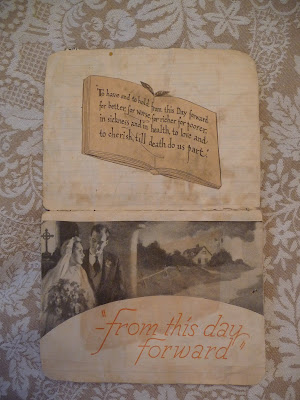 "To have and to hold from this Day forward
for better, for worse, for richer, for poorer,
in sickness and in health, to love and
to cherish, till death do us part."
"-from this day
forward"